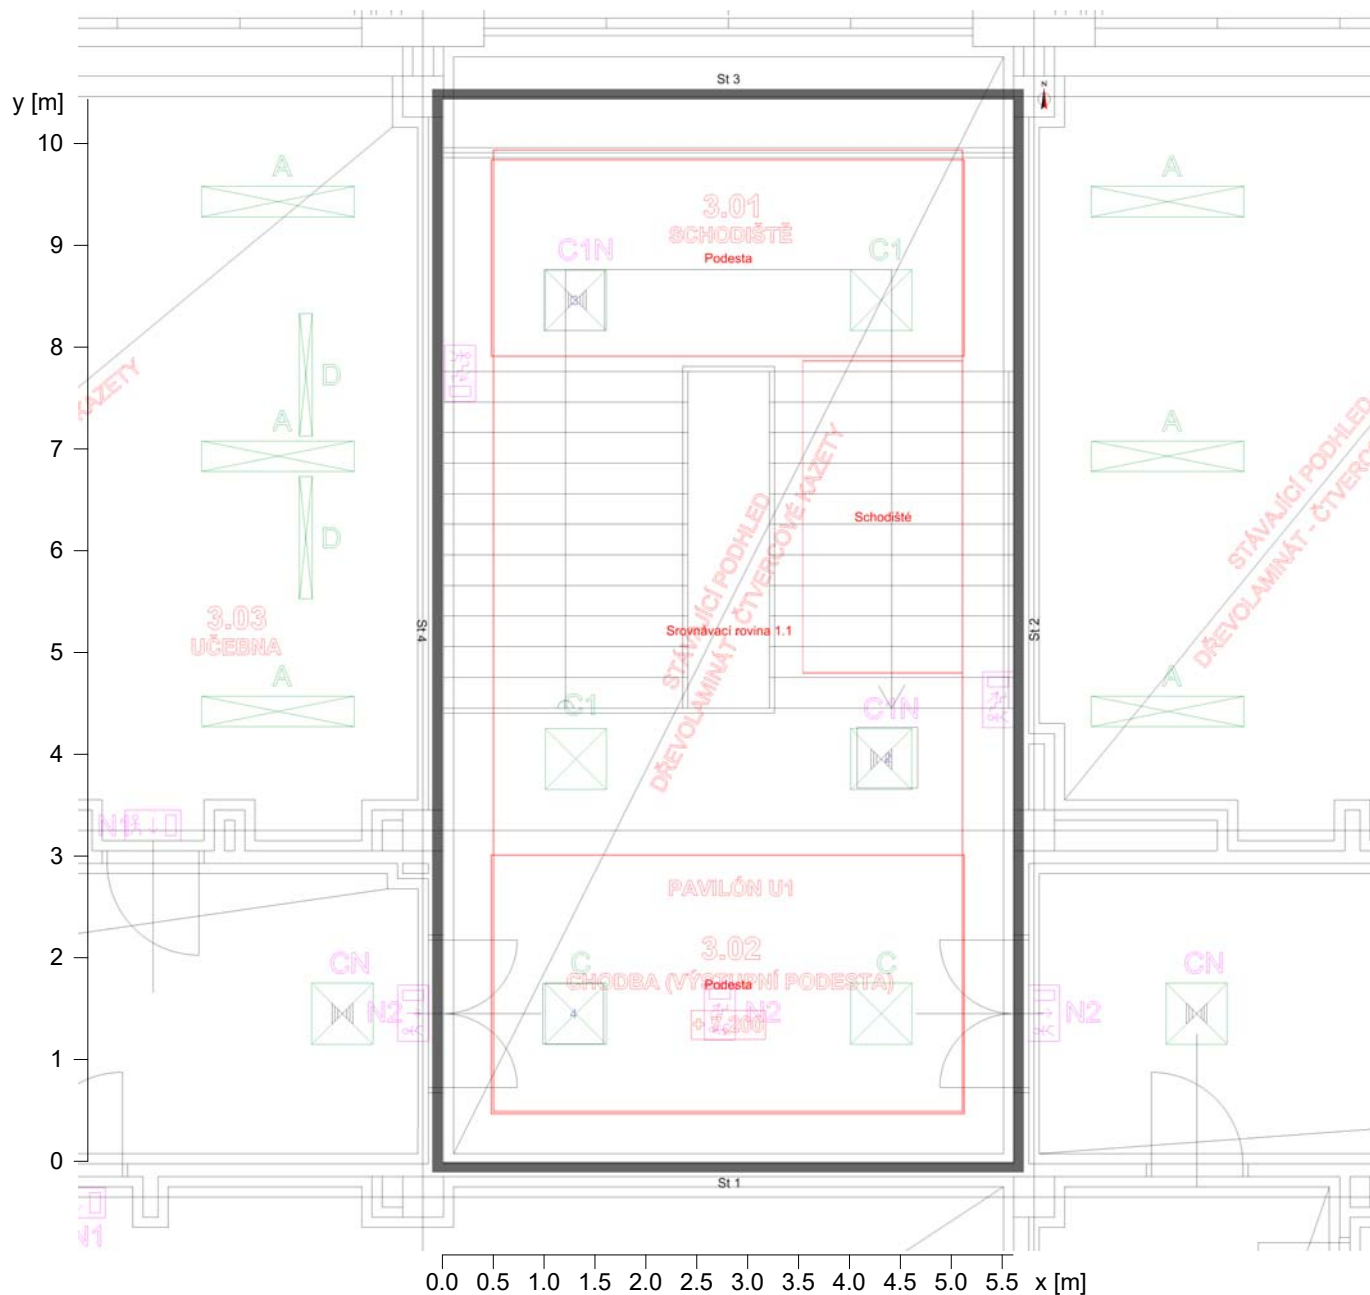 St 3
y [m]
10
9
8
7
6
5
4
3
2
1
0
z
A
A
3.01
SCHODIŠTĚ
C1N
C1
Podesta
3
D
KAZETY
A
A
D
STÁVAJÍCÍ PODHLED
DŘEVOLAMINÁT - ČTVERCOVÉ KAZETY
STÁVAJÍCÍ PODHLED
DŘEVOLAMINÁT - ČTVERCO
Schodiště
3.03
UČEBNA
St 4
Srovnávací rovina 1.1
St 2
A
A
C1
C1N
N1
PAVILÓN U1
3.02
CHODBA (VÝSTUPNÍ PODESTA)
CN
C
C
CN
Podesta
N2
4
N2
N2
St 1
N1
0.0 0.5 1.0 1.5 2.0 2.5 3.0 3.5 4.0 4.5 5.0 5.5 x [m]